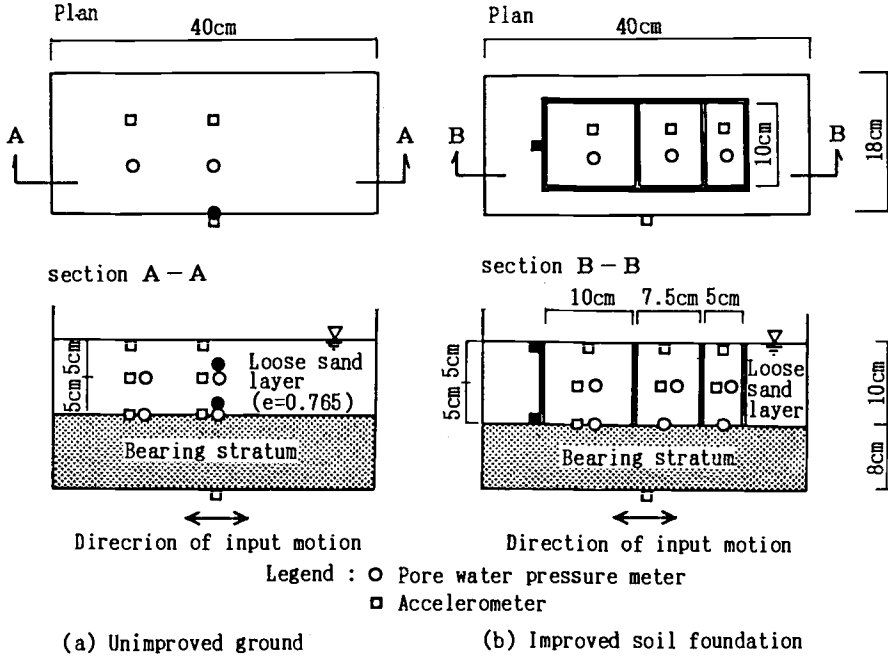 Plan
40cm
A
A
section A-A
5cm
5cm
Loose sand
layer
(e=0.765)
Bearing stratum
Direcrion of input motion
Plan
40cm
B
B
10cm
18cm
section B-B
10cm
7.5cm
5cm
5cm
5cm
Loose
sand
layer
10cm
8cm
Bearing stratum
Direction of input motion
Legend : ○ Pore water pressure meter
□ Accelerometer
(a) Unimproved ground
(b) Improved soil foundation